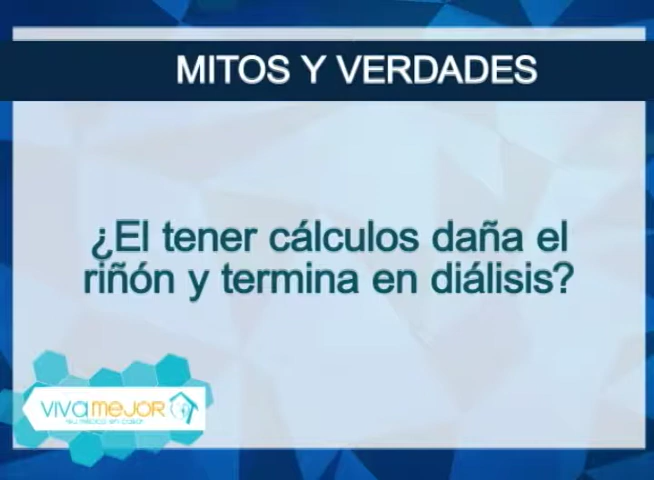 MITOS Y VERDADES
¿El tener cálculos daña el
riñón y termina en diálisis?
VIVa meJOR